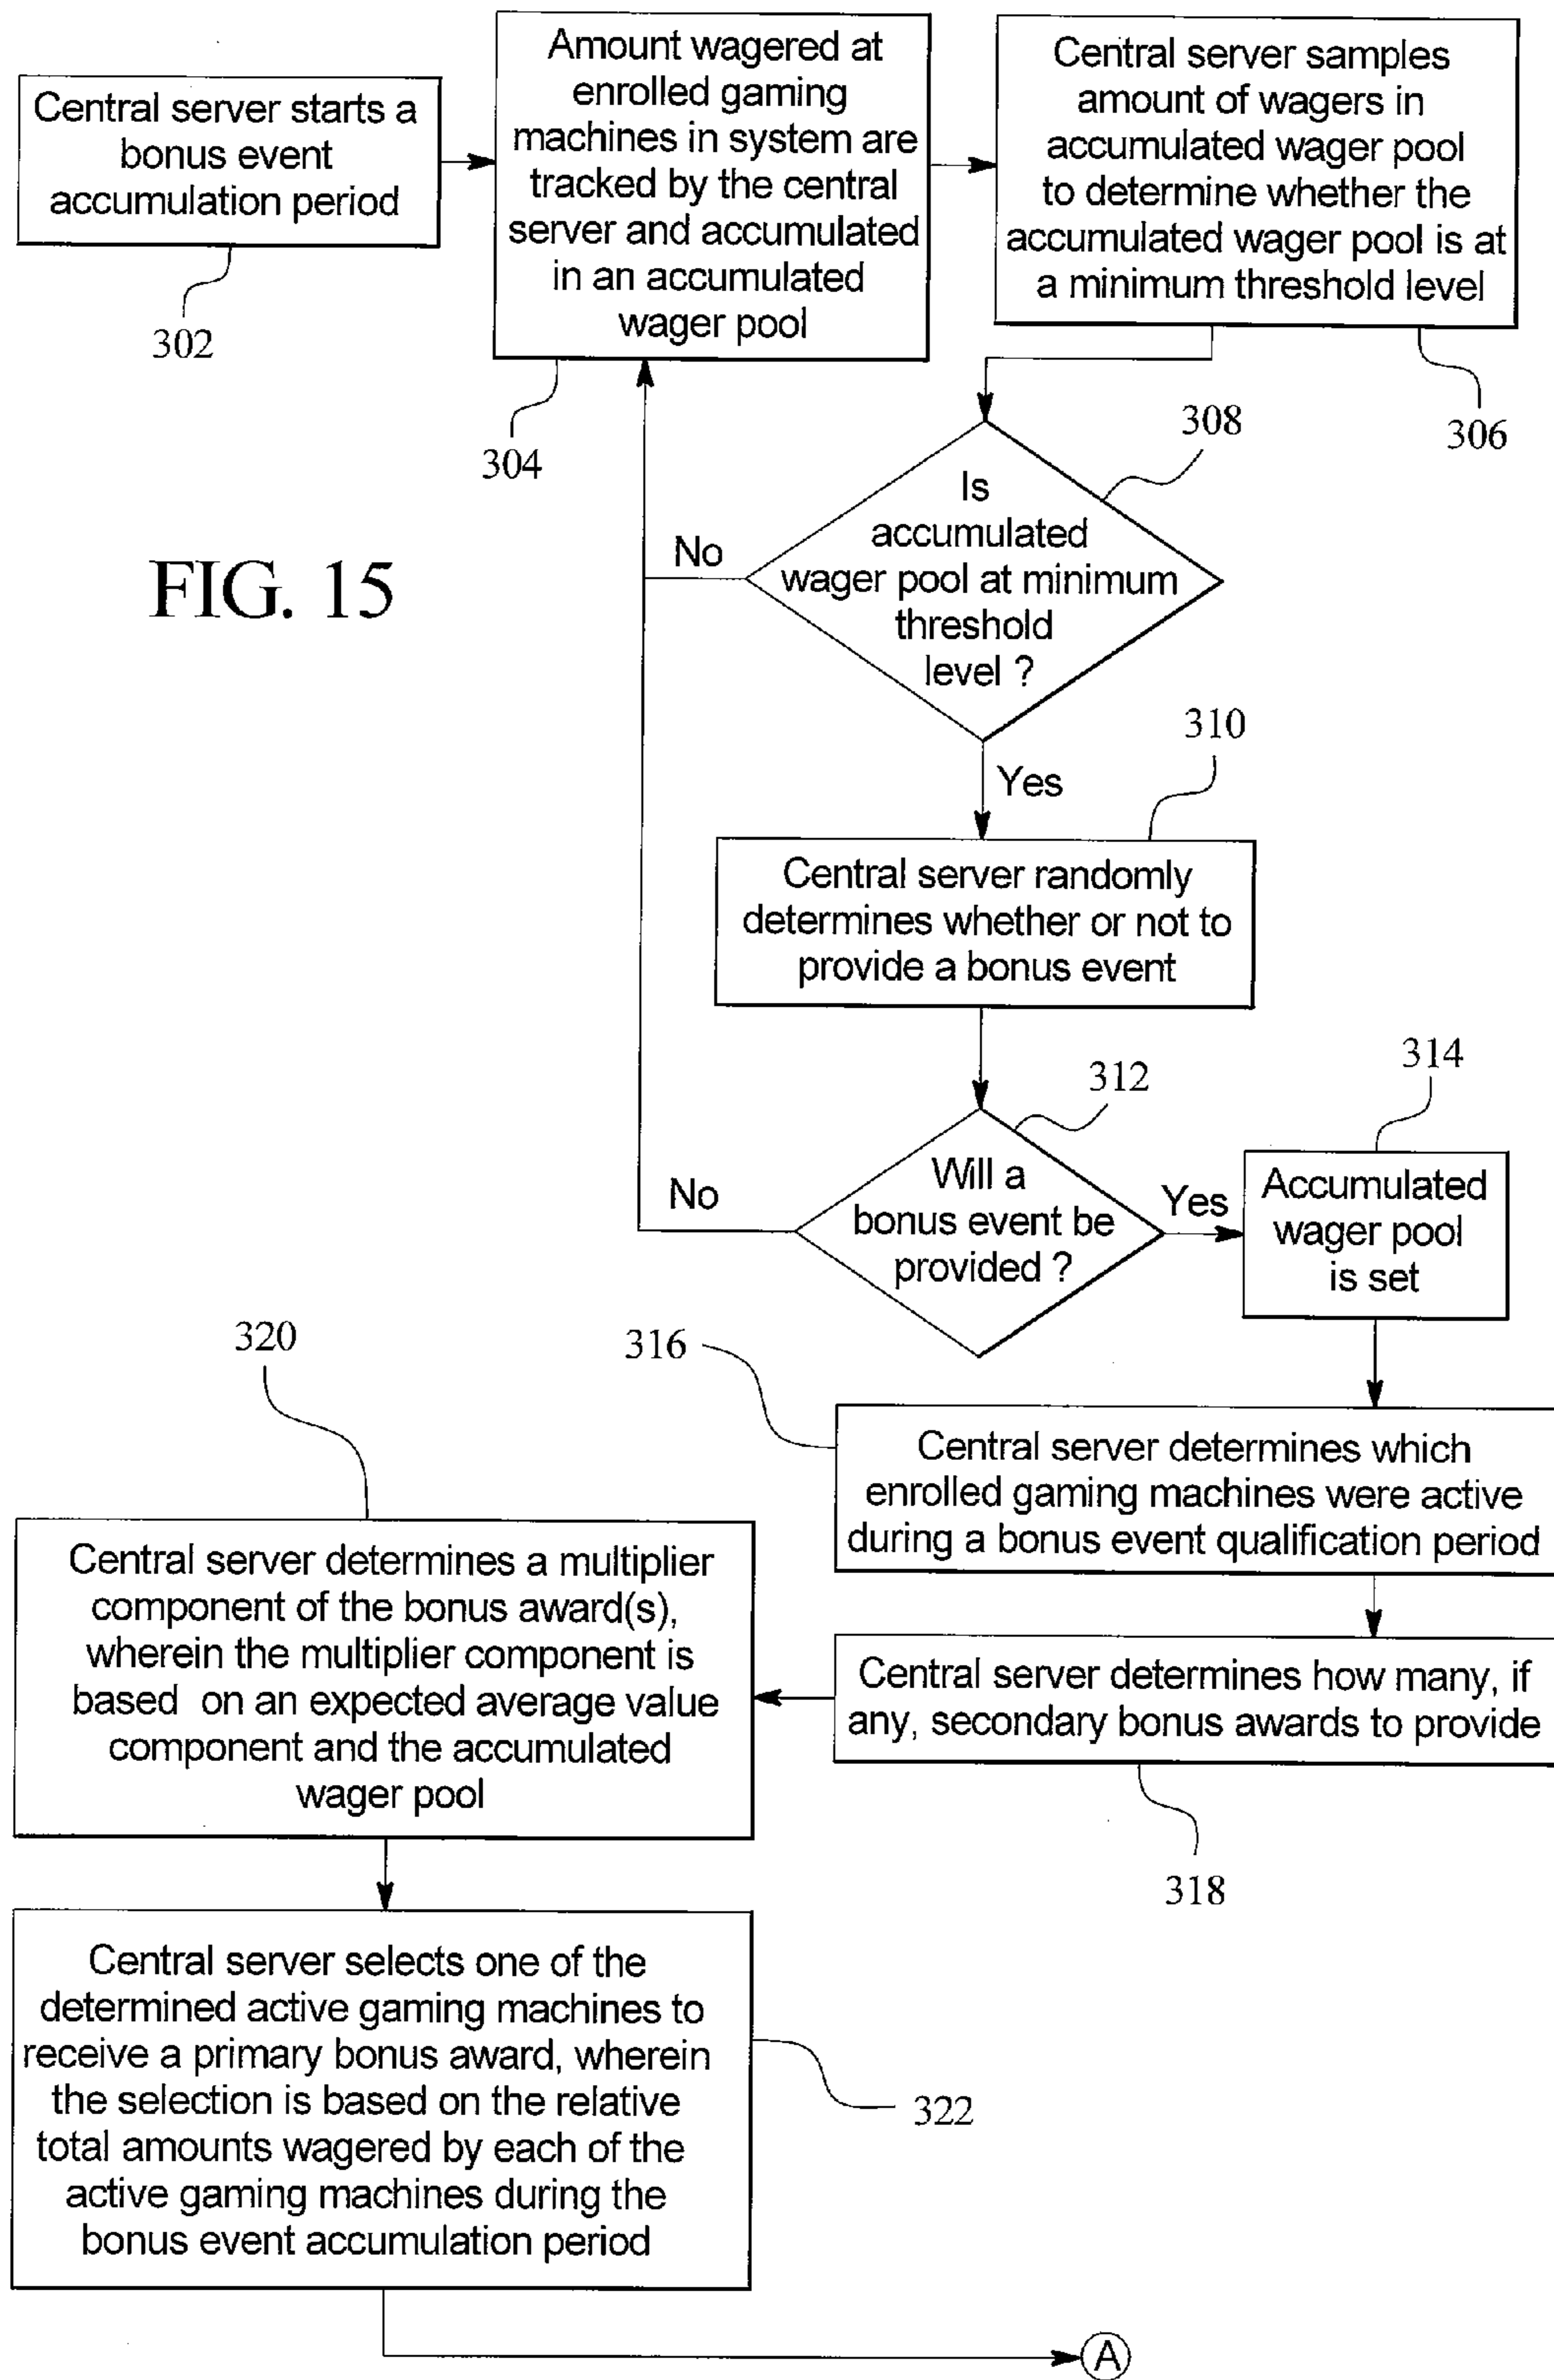 Central server starts a
bonus event
accumulation period
302
Amount wagered at
enrolled gaming
machines in system are
tracked by the central
server and accumulated
in an accumulated
wager pool
304
Central server samples
amount of wagers in
accumulated wager pool
to determine whether the
accumulated wager pool is at
a minimum threshold level
306
308
Is
accumulated
wager pool at minimum
threshold
level ?
No
Yes
FIG. 15
310
Central server randomly
determines whether or not to
provide a bonus event
312
Will a
bonus event be
provided ?
No
Yes
314
Accumulated
wager pool
is set
316
Central server determines which
enrolled gaming machines were active
during a bonus event qualification period
Central server determines how many, if
any, secondary bonus awards to provide
318
320
Central server determines a multiplier
component of the bonus award(s),
wherein the multiplier component is
based on an expected average value
component and the accumulated
wager pool
Central server selects one of the
determined active gaming machines to
receive a primary bonus award, wherein
the selection is based on the relative
total amounts wagered by each of the
active gaming machines during the
bonus event accumulation period
322
A